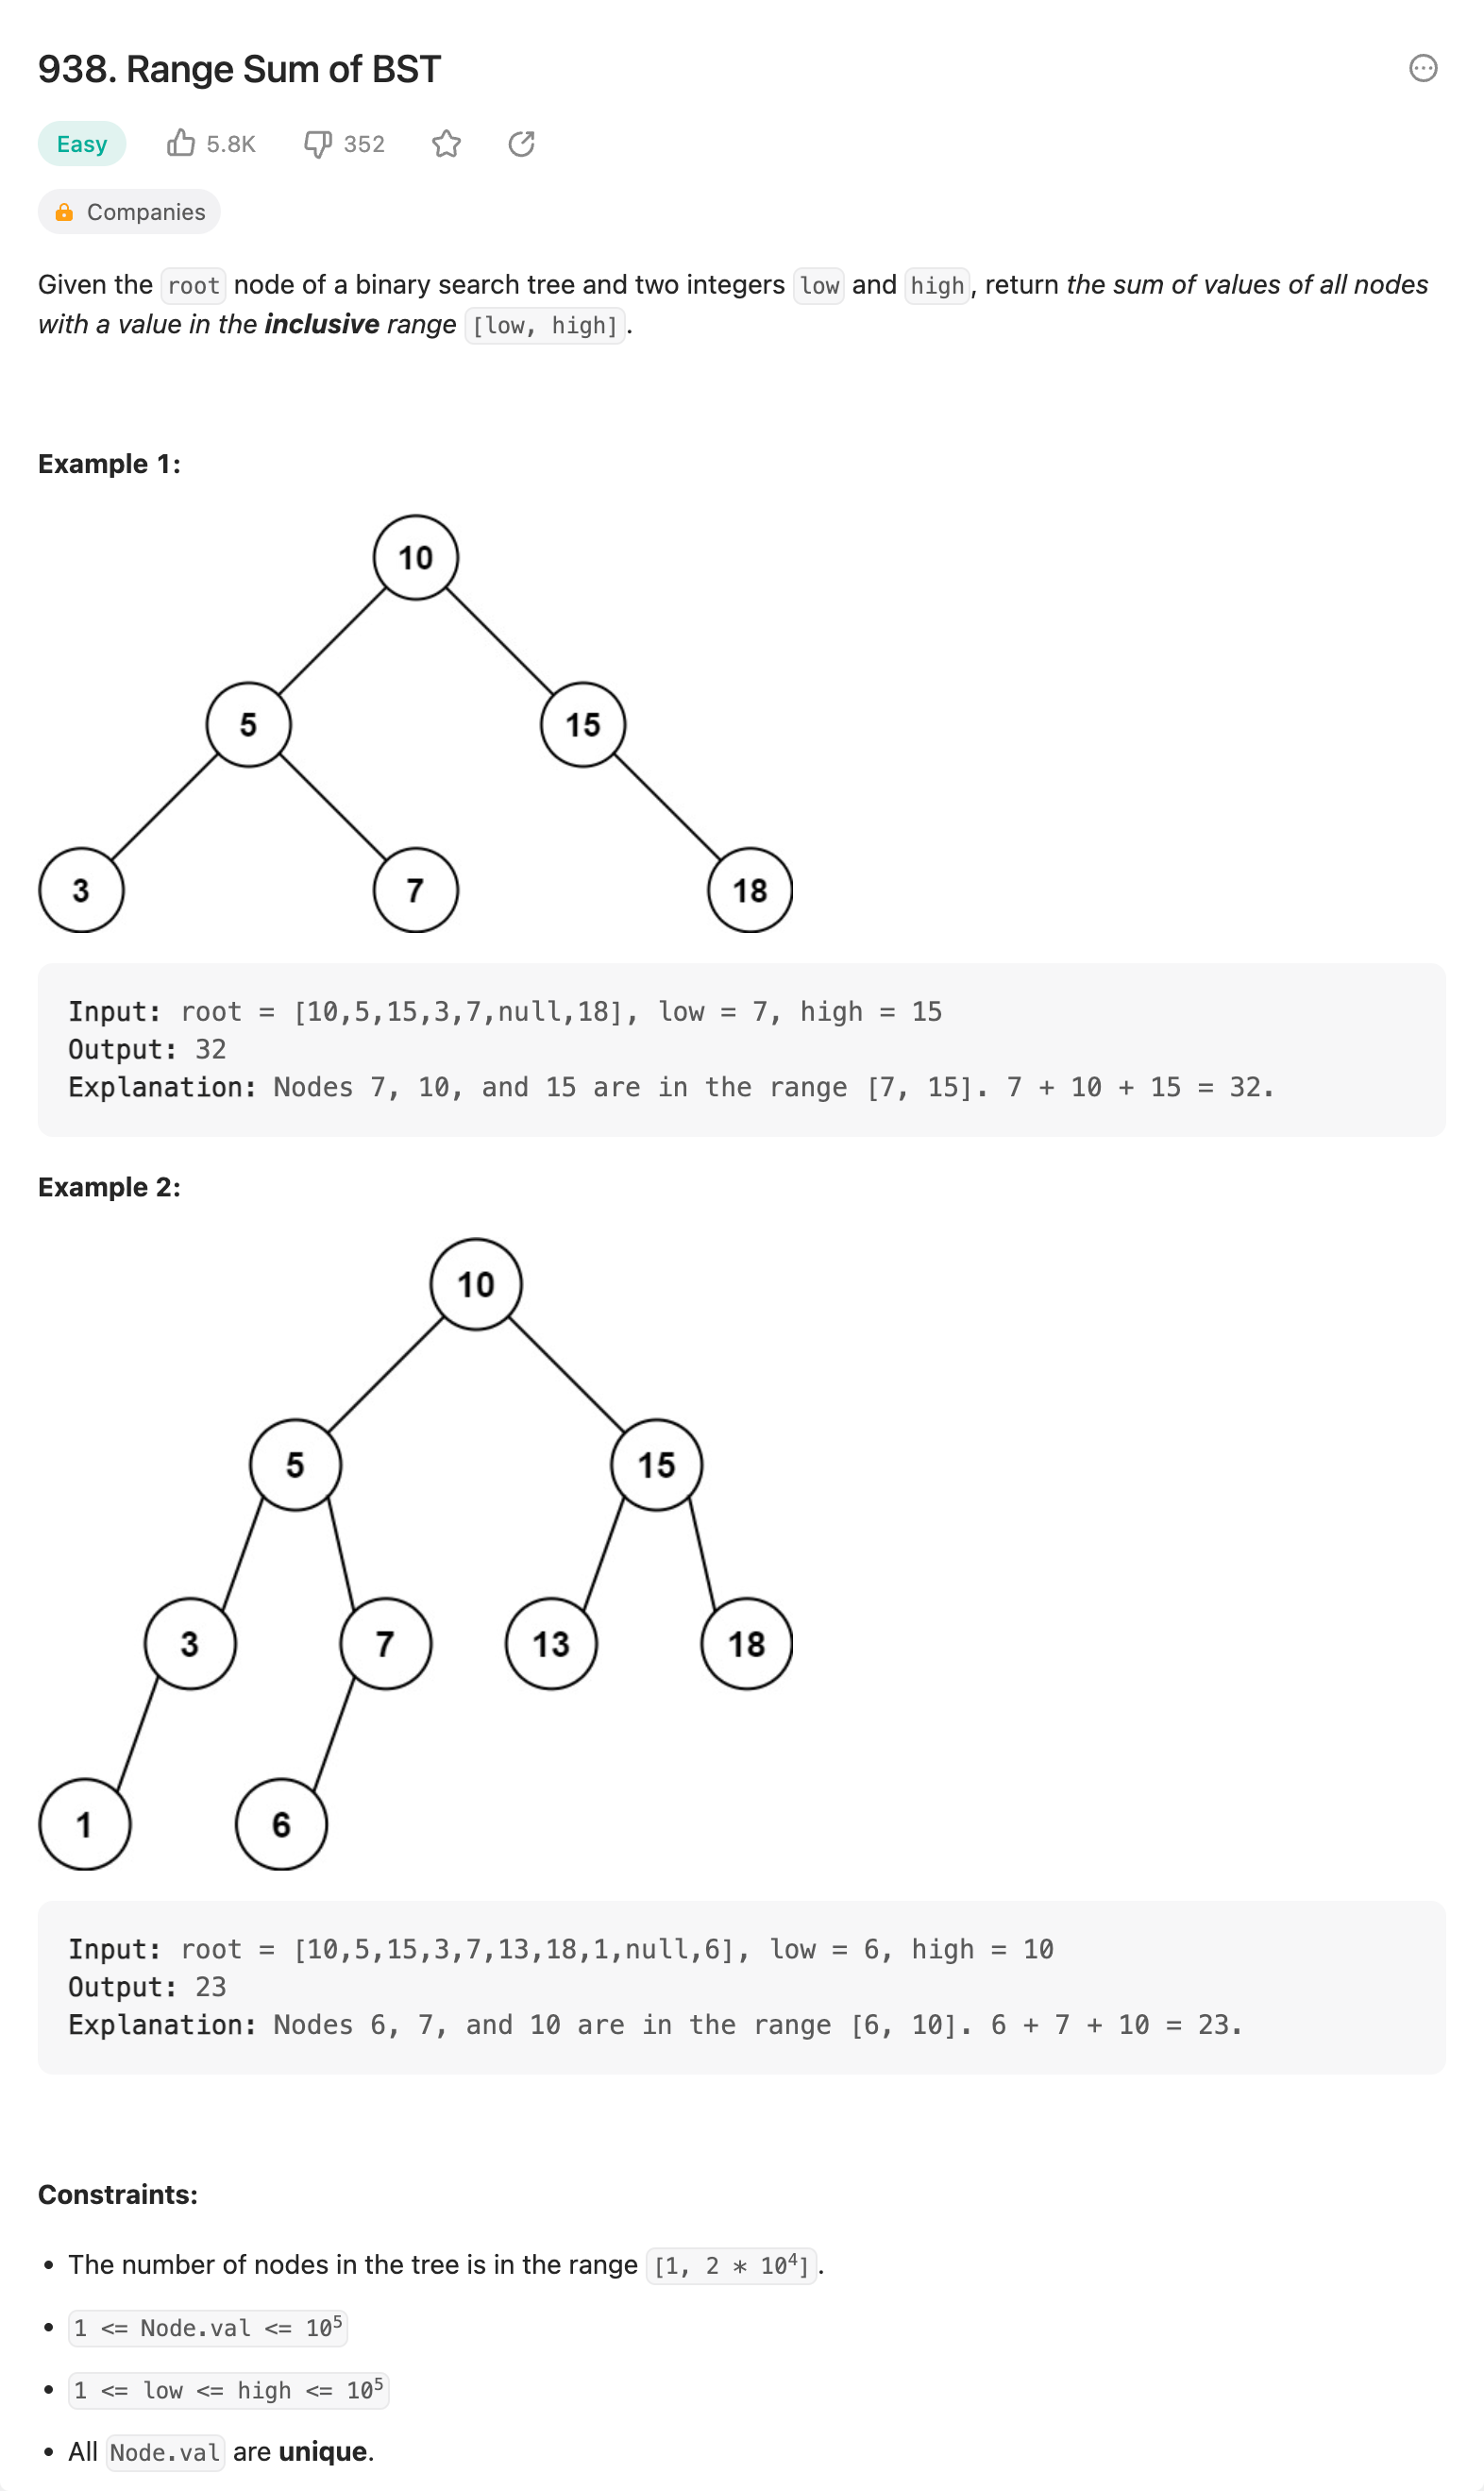 938. Range Sum of BST
Easy 5.8K 352
Companies
Given the root node of a binary search tree and two integers low and high, return the sum of values of all nodes
with a value in the inclusive range [low, high].
Example 1:
10
5 15
3 7 18
Input: root = [10,5,15,3,7,null,18], low = 7, high = 15
Output: 32
Explanation: Nodes 7, 10, and 15 are in the range [7, 15]. 7 + 10 + 15 = 32.
Example 2:
10
5 15
3 7 13 18
1 6
Input: root = [10,5,15,3,7,13,18,1,null,6], low = 6, high = 10
Output: 23
Explanation: Nodes 6, 7, and 10 are in the range [6, 10]. 6 + 7 + 10 = 23.
Constraints:
• The number of nodes in the tree is in the range [1, 2 * 10⁴].
• 1 <= Node.val <= 10⁵
• 1 <= low <= high <= 10⁵
• All Node.val are unique.